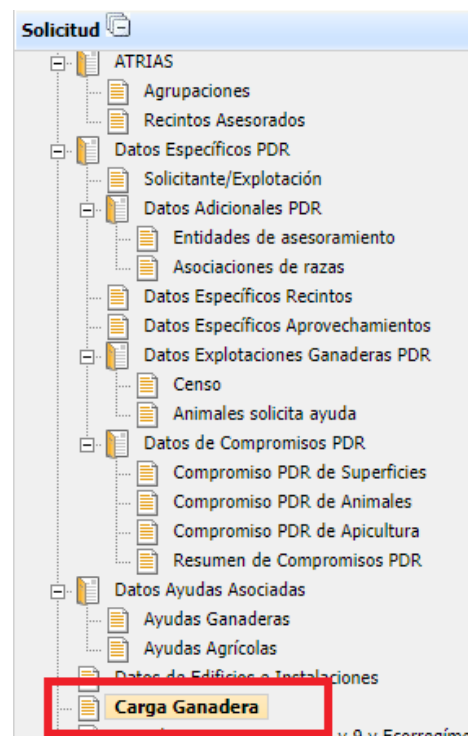 Solicitud
ATRIAS
Agrupaciones
Recintos Asesorados
Datos Específicos PDR
Solicitante/Explotación
Datos Adicionales PDR
Entidades de asesoramiento
Asociaciones de razas
Datos Específicos Recintos
Datos Específicos Aprovechamientos
Datos Explotaciones Ganaderas PDR
Censo
Animales solicita ayuda
Datos de Compromisos PDR
Compromiso PDR de Superficies
Compromiso PDR de Animales
Compromiso PDR de Apicultura
Resumen de Compromisos PDR
Datos Ayudas Asociadas
Ayudas Ganaderas
Ayudas Agrícolas
Datos de Edificios e Instalaciones
Carga Ganadera
y 9 y